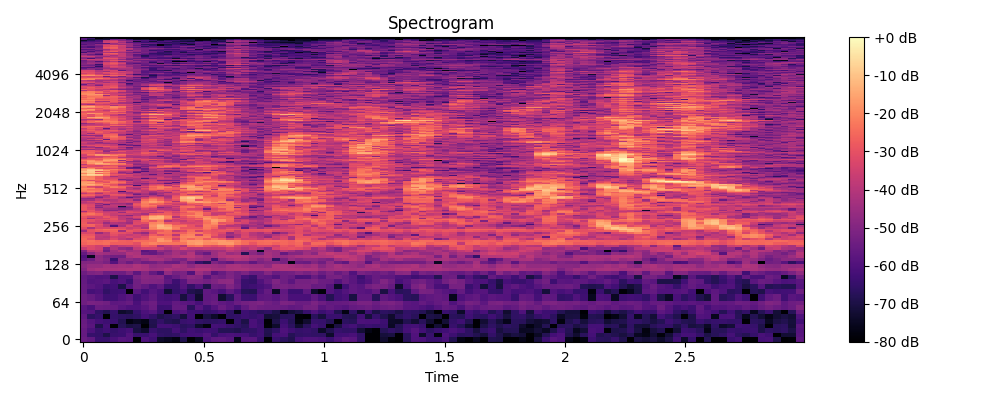 Spectrogram
Hz
4096
2048
1024
512
256
128
64
0
0 0.5 1 1.5 2 2.5
Time
+0 dB
-10 dB
-20 dB
-30 dB
-40 dB
-50 dB
-60 dB
-70 dB
-80 dB